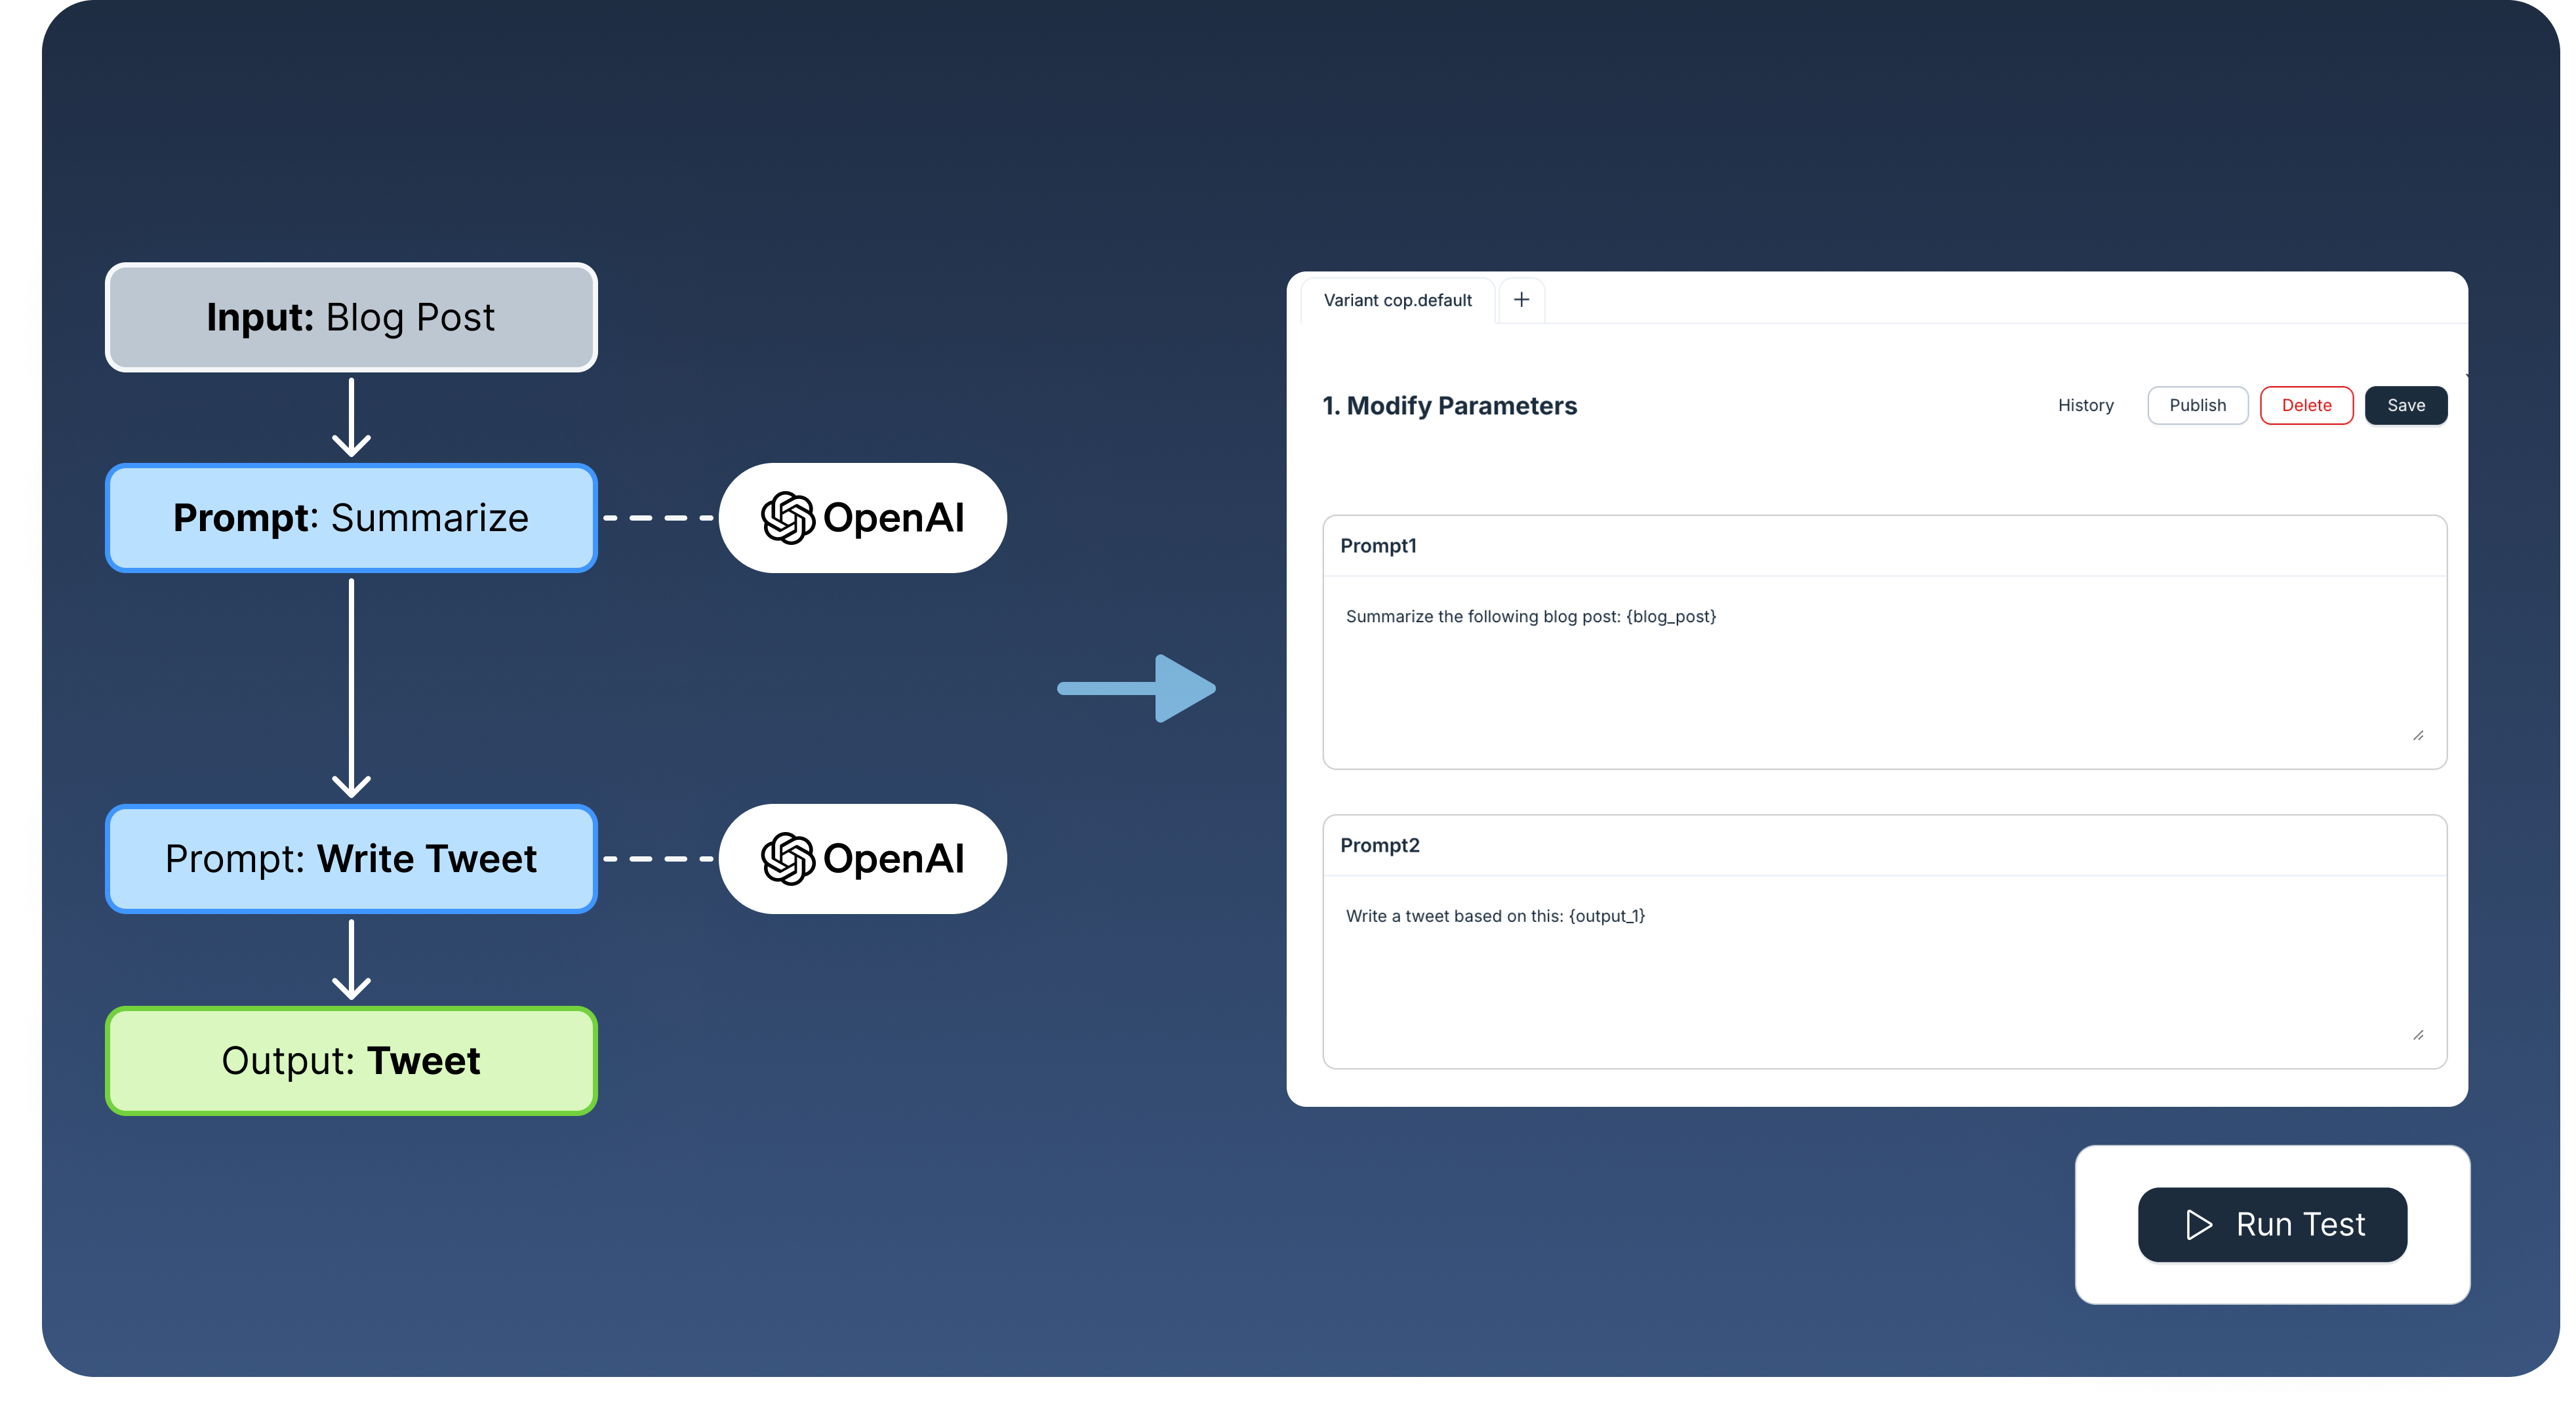 Input: Blog Post
Prompt: Summarize
OpenAI
Prompt: Write Tweet
OpenAI
Output: Tweet
Variant cop.default
+
1. Modify Parameters
History
Publish
Delete
Save
Prompt1
Summarize the following blog post: {blog_post}
Prompt2
Write a tweet based on this: {output_1}
Run Test